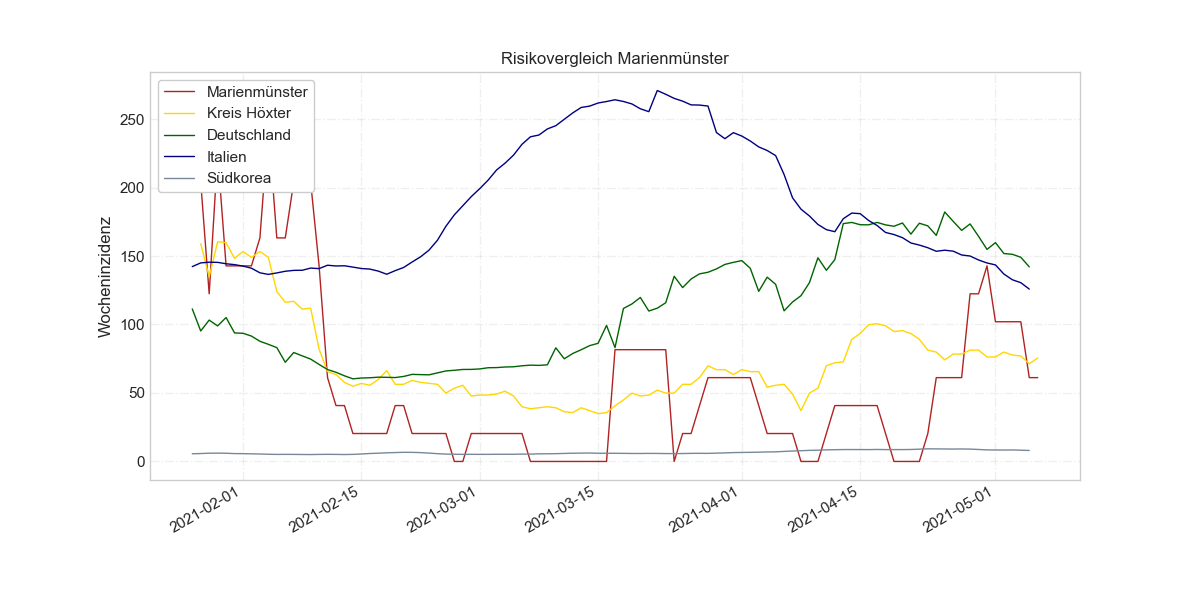 Risikovergleich Marienmünster
Marienmünster
Kreis Höxter
Deutschland
Italien
Südkorea
Wocheninzidenz
250
200
150
100
50
0
2021-02-01
2021-02-15
2021-03-01
2021-03-15
2021-04-01
2021-04-15
2021-05-01